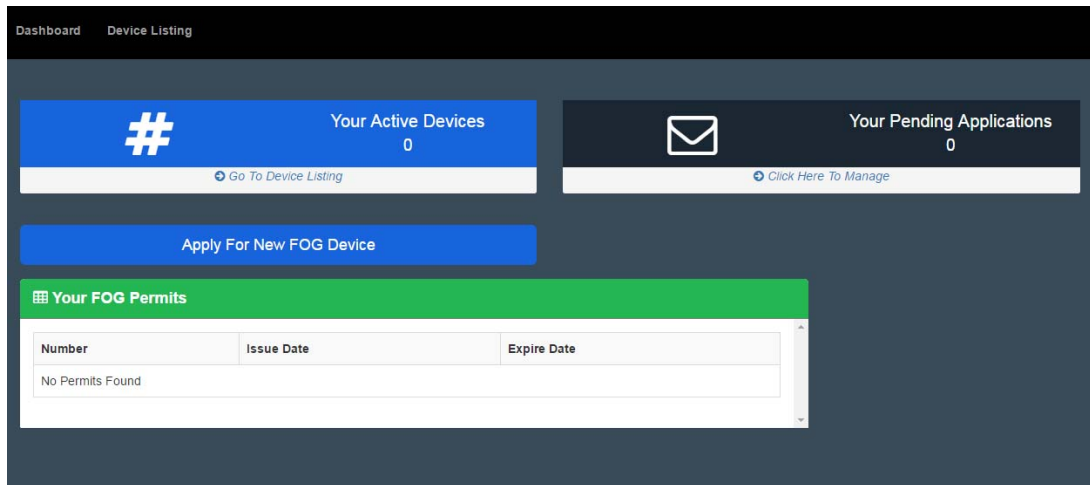 Dashboard Device Listing
# Your Active Devices
0
Go To Device Listing
Your Pending Applications
0
Click Here To Manage
Apply For New FOG Device
Your FOG Permits
Number Issue Date Expire Date
No Permits Found